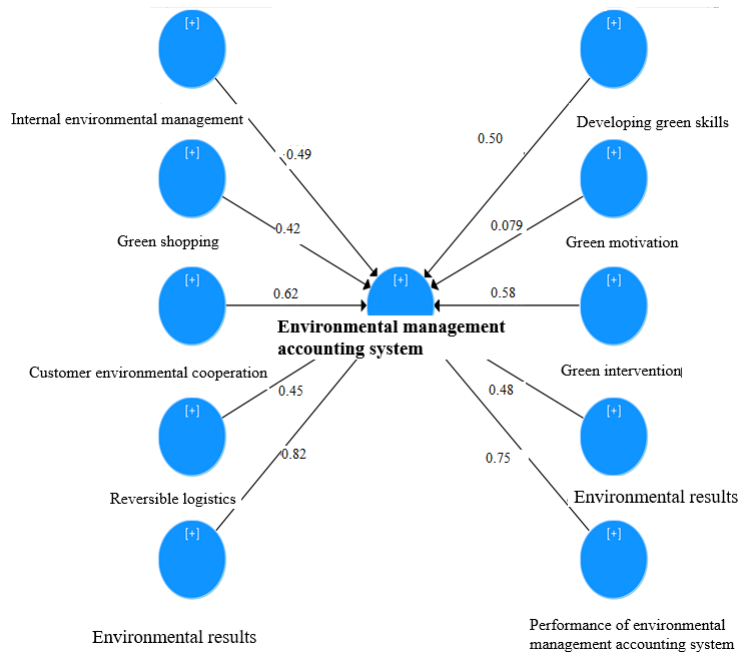 [+]
[+]
Internal environmental management
Developing green skills
0.49
0.50
[+]
[+]
Green shopping
Green motivation
0.42
0.079
[+]
[+]
[+]
0.62
0.58
Environmental management
accounting system
Customer environmental cooperation
Green intervention
0.45
0.48
[+]
[+]
Reversible logistics
Environmental results
0.82
0.75
[+]
[+]
Environmental results
Performance of environmental
management accounting system